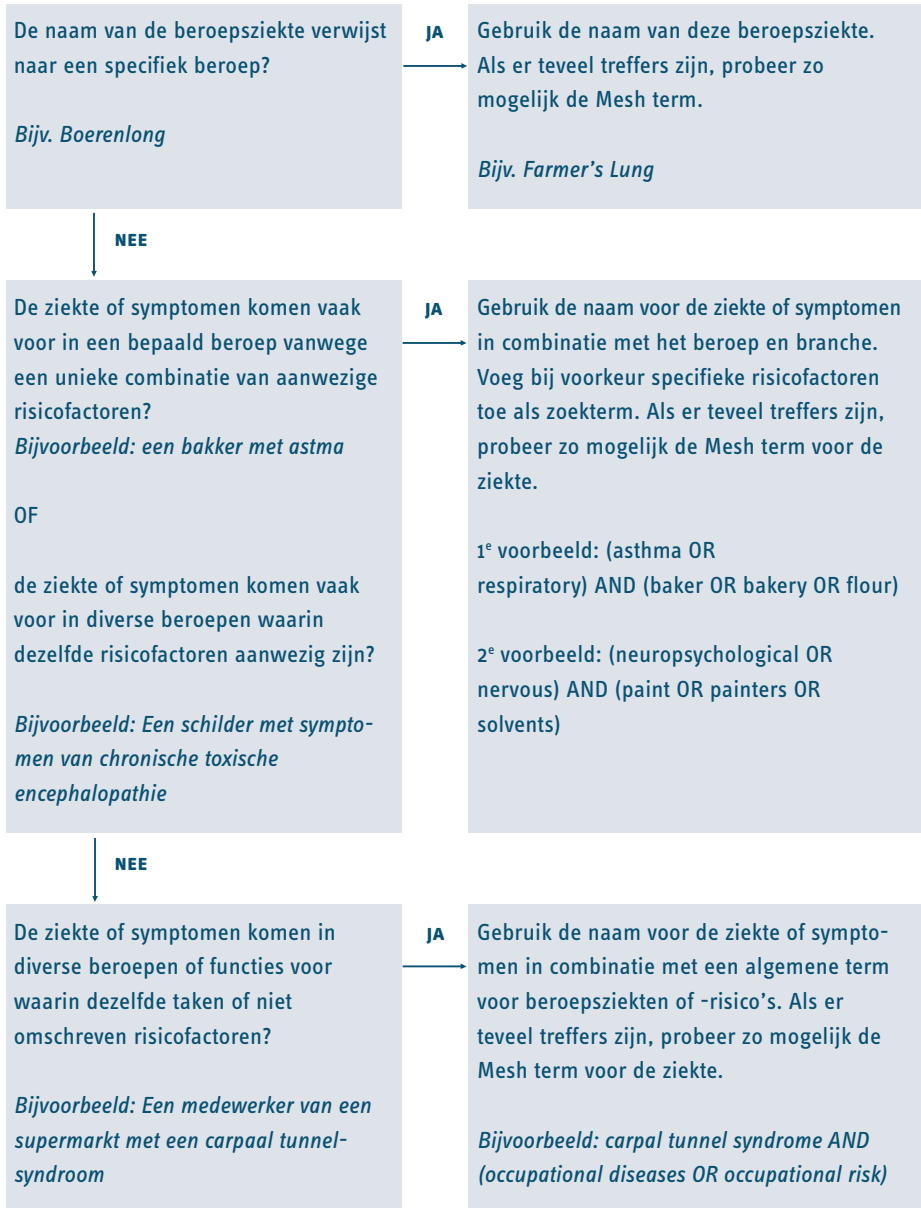 De naam van de beroepsziekte verwijst
naar een specifiek beroep?
Bijv. Boerenlong
JA
Gebruik de naam van deze beroepsziekte.
Als er teveel treffers zijn, probeer zo
mogelijk de Mesh term.
Bijv. Farmer's Lung
NEE
De ziekte of symptomen komen vaak
voor in een bepaald beroep vanwege
een unieke combinatie van aanwezige
risicofactoren?
Bijvoorbeeld: een bakker met astma
OF
de ziekte of symptomen komen vaak
voor in diverse beroepen waarin
dezelfde risicofactoren aanwezig zijn?
Bijvoorbeeld: Een schilder met sympto-
men van chronische toxische
encephalopathie
JA
Gebruik de naam voor de ziekte of symptomen
in combinatie met het beroep en branche.
Voeg bij voorkeur specifieke risicofactoren
toe als zoekterm. Als er teveel treffers zijn,
probeer zo mogelijk de Mesh term voor de
ziekte.
1e voorbeeld: (asthma OR
respiratory) AND (baker OR bakery OR flour)
2e voorbeeld: (neuropsychological OR
nervous) AND (paint OR painters OR
solvents)
NEE
De ziekte of symptomen komen in
diverse beroepen of functies voor
waarin dezelfde taken of niet
omschreven risicofactoren?
Bijvoorbeeld: Een medewerker van een
supermarkt met een carpaal tunnel-
syndroom
JA
Gebruik de naam voor de ziekte of sympto-
men in combinatie met een algemene term
voor beroepsziekten of -risico's. Als er
teveel treffers zijn, probeer zo mogelijk de
Mesh term voor de ziekte.
Bijvoorbeeld: carpal tunnel syndrome AND
(occupational diseases OR occupational risk)